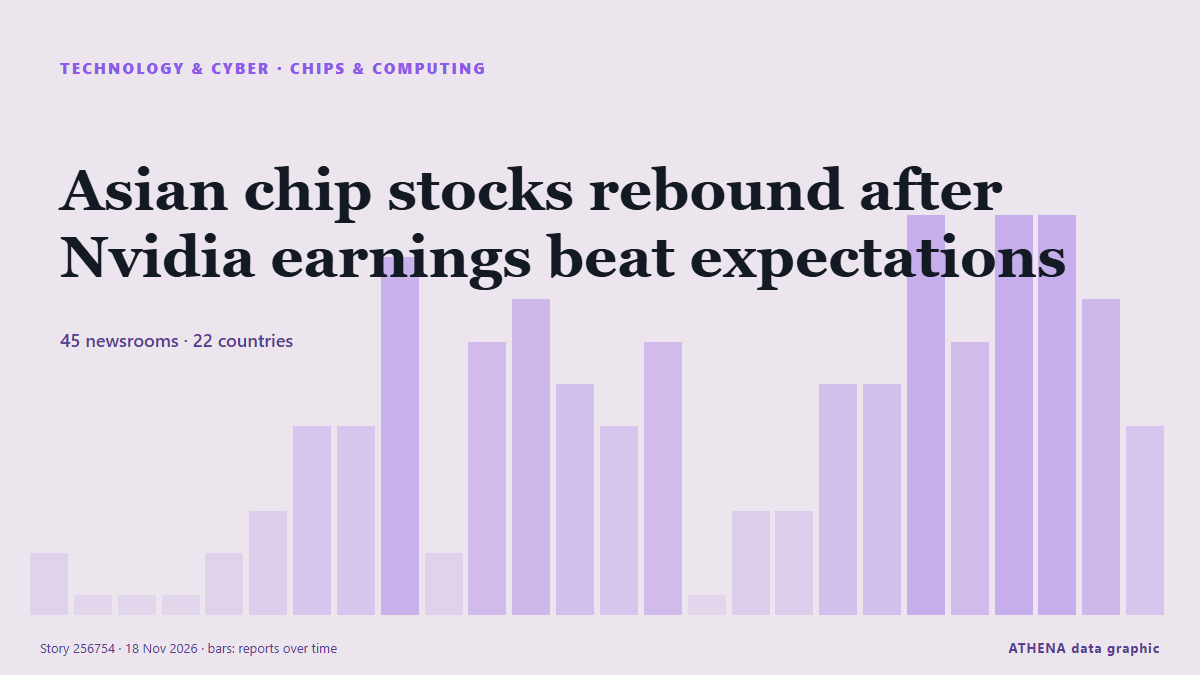 TECHNOLOGY & CYBER · CHIPS & COMPUTING
Asian chip stocks rebound after
Nvidia earnings beat expectations
45 newsrooms · 22 countries
Story 256754 · 18 Nov 2026 · bars: reports over time
ATHENA data graphic